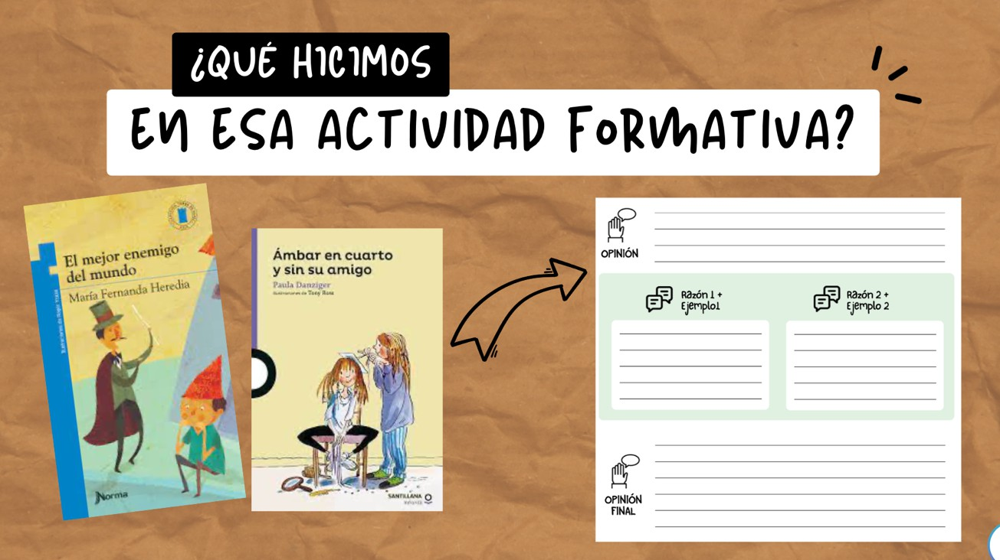 ¿QUÉ HICIMOS
EN ESA ACTIVIDAD FORMATIVA?
El mejor enemigo
del mundo
María Fernanda Heredia
Norma
Ámbar en cuarto
y sin su amigo
Paula Danziger
Ilustraciones de Tony Ross
SANTILLANA
INFANTIL
OPINIÓN
Razón 1 +
Ejemplo1
Razón 2 +
Ejemplo 2
OPINIÓN
FINAL